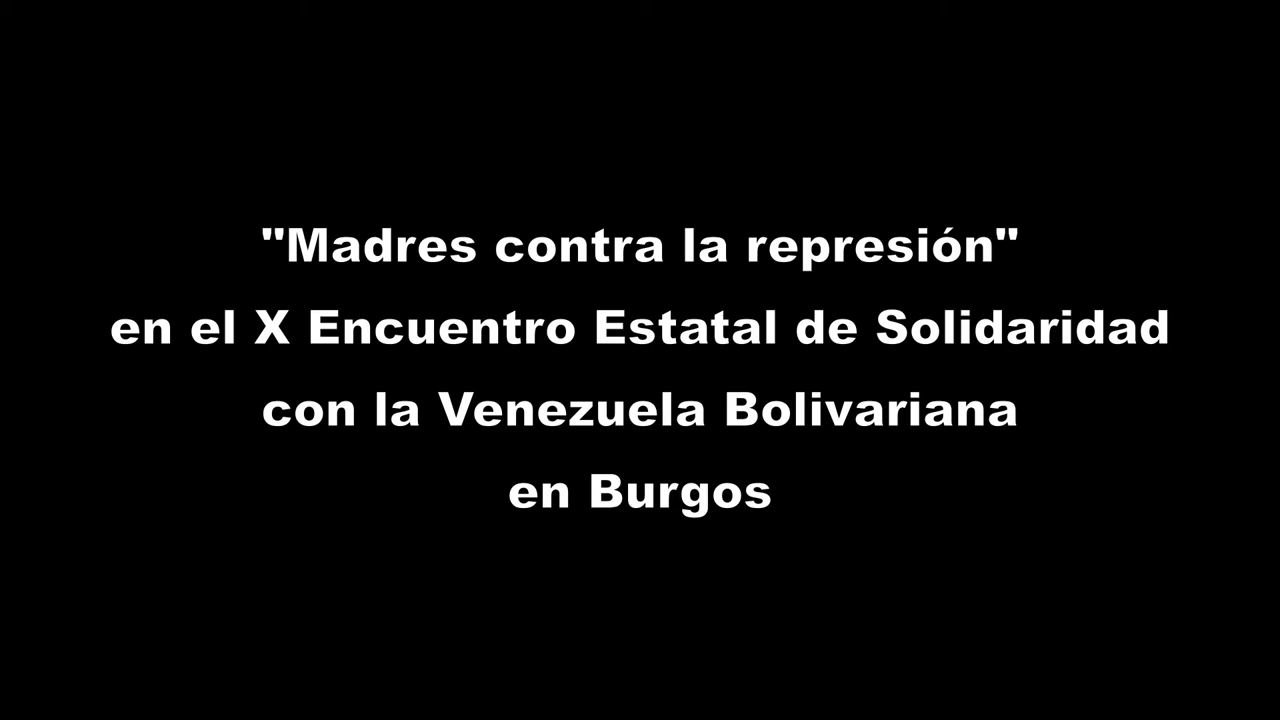 "Madres contra la represión"
en el X Encuentro Estatal de Solidaridad
con la Venezuela Bolivariana
en Burgos